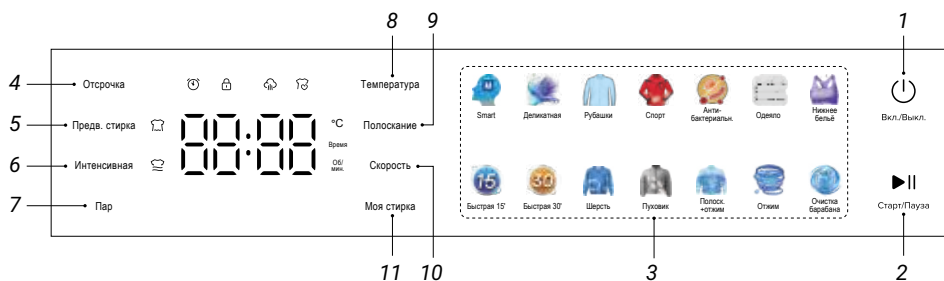 8
9
1
4
Отсрочка
Температура
5
Предв. стирка
88:88
°C
Время
Об/
мин.
Полоскание
6
Интенсивная
Скорость
7
Пар
Моя стирка
M
Smart
Деликатная
Рубашки
Спорт
Анти-
бактериальн.
Одеяло
Нижнее
бельё
15
Быстрая 15'
30
Быстрая 30'
Шерсть
Пуховик
Полоск.
+отжим
Отжим
Очистка
барабана
Вкл./Выкл.
Старт/Пауза
11
10
3
2